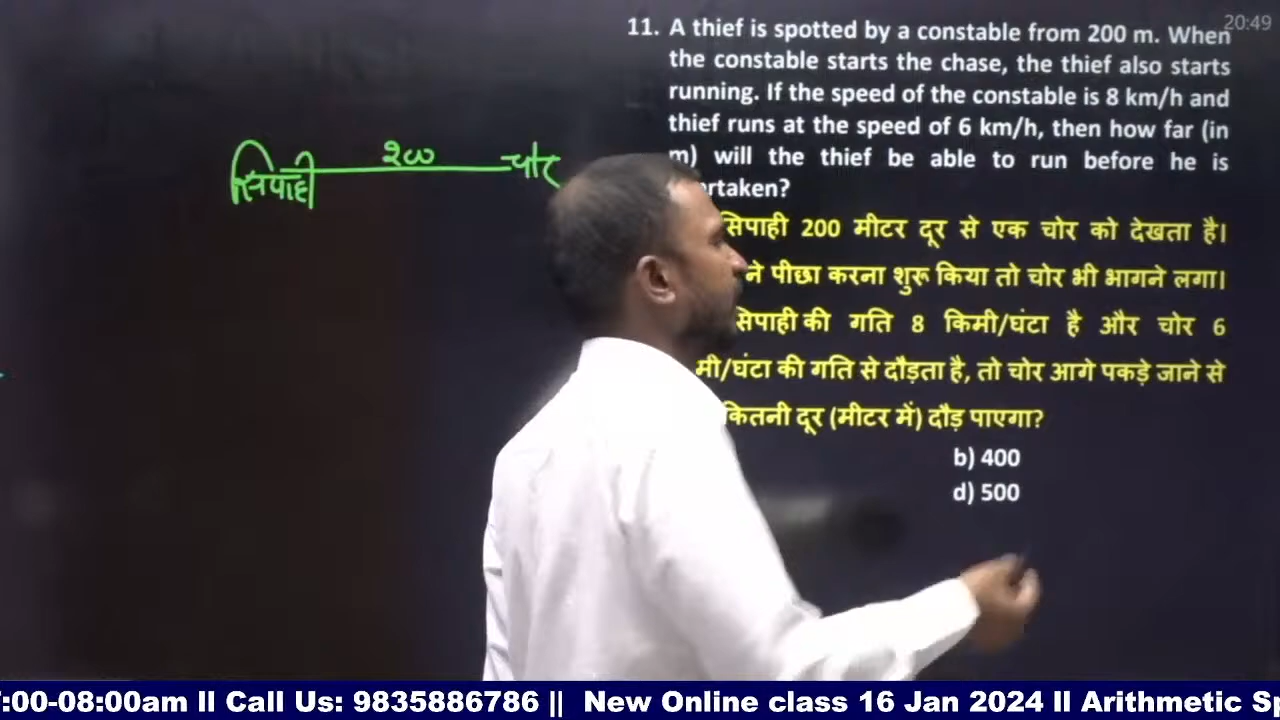 20:49
11. A thief is spotted by a constable from 200 m. When
the constable starts the chase, the thief also starts
running. If the speed of the constable is 8 km/h and
thief runs at the speed of 6 km/h, then how far (in
m) will the thief be able to run before he is
rtaken?
सिपाही 200 मीटर दूर से एक चोर को देखता है।
ने पीछा करना शुरू किया तो चोर भी भागने लगा।
सिपाही की गति 8 किमी/घंटा है और चोर 6
मी/घंटा की गति से दौड़ता है, तो चोर आगे पकड़े जाने से
कितनी दूर (मीटर में) दौड़ पाएगा?
b) 400
d) 500
सिपाही २०० चोर
7:00-08:00am II Call Us: 9835886786 || New Online class 16 Jan 2024 II Arithmetic Sp